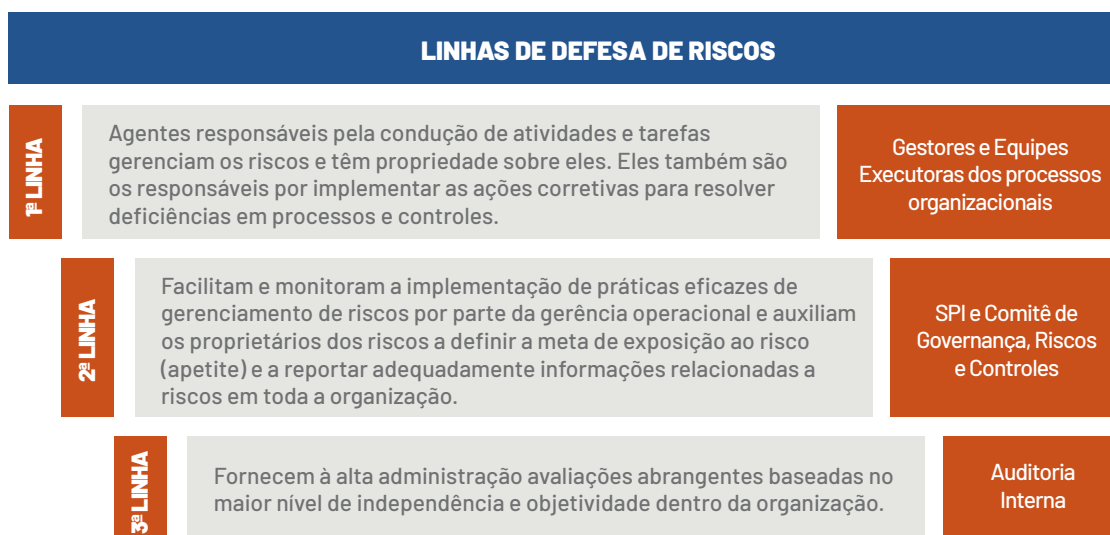 LINHAS DE DEFESA DE RISCOS
1ª LINHA
Agentes responsáveis pela condução de atividades e tarefas
gerenciam os riscos e têm propriedade sobre eles. Eles também são
os responsáveis por implementar as ações corretivas para resolver
deficiências em processos e controles.
Gestores e Equipes
Executoras dos processos
organizacionais
2ª LINHA
Facilitam e monitoram a implementação de práticas eficazes de
gerenciamento de riscos por parte da gerência operacional e auxiliam
os proprietários dos riscos a definir a meta de exposição ao risco
(apetite) e a reportar adequadamente informações relacionadas a
riscos em toda a organização.
SPI e Comitê de
Governança, Riscos
e Controles
3ª LINHA
Fornecem à alta administração avaliações abrangentes baseadas no
maior nível de independência e objetividade dentro da organização.
Auditoria
Interna